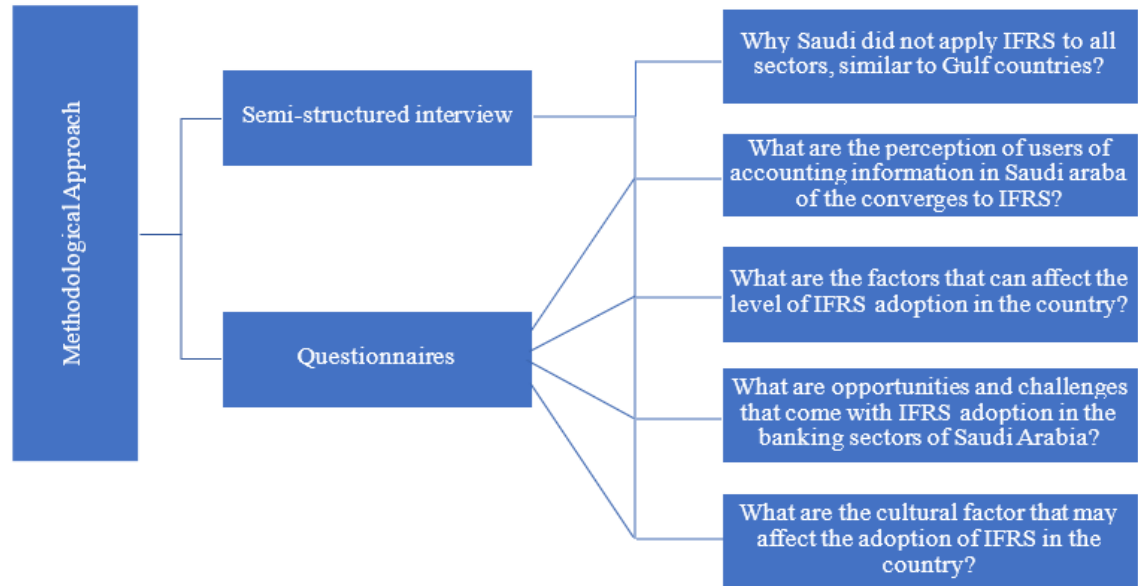 Methodological Approach
Semi-structured interview
Questionnaires
Why Saudi did not apply IFRS to all
sectors, similar to Gulf countries?
What are the perception of users of
accounting information in Saudi araba
of the converges to IFRS?
What are the factors that can affect the
level of IFRS adoption in the country?
What are opportunities and challenges
that come with IFRS adoption in the
banking sectors of Saudi Arabia?
What are the cultural factor that may
affect the adoption of IFRS in the
country?